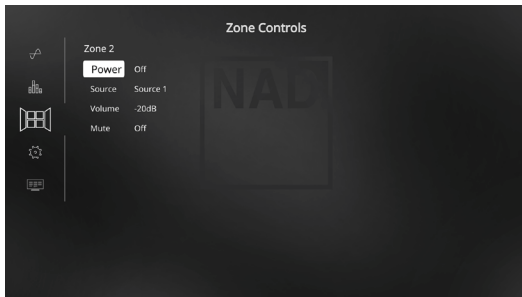 Zone Controls
Zone 2
Power Off
Source Source 1
Volume -20dB
Mute Off
NAD